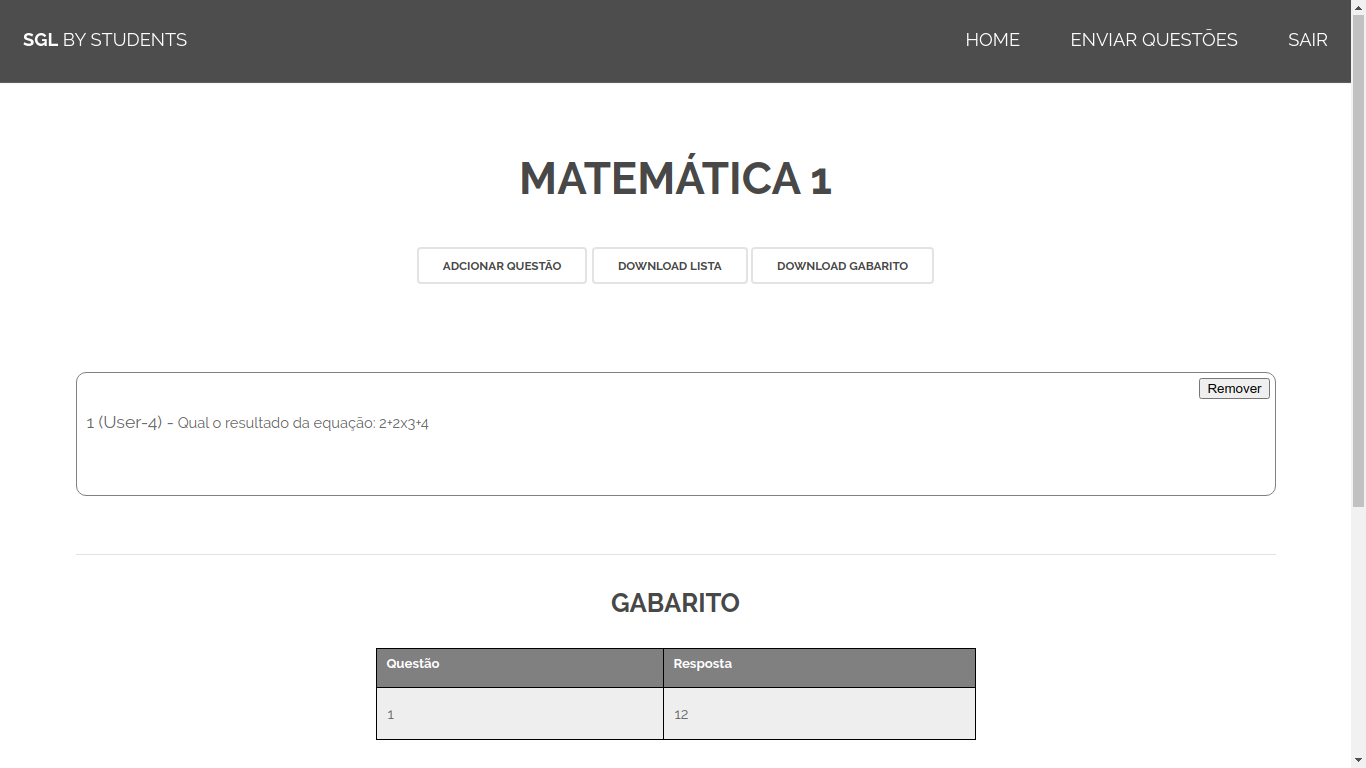 SGL BY STUDENTS HOME ENVIAR QUESTÕES SAIR
MATEMÁTICA 1
ADCIONAR QUESTÃO DOWNLOAD LISTA DOWNLOAD GABARITO
Remover
1 (User-4) - Qual o resultado da equação: 2+2x3+4
GABARITO
Questão Resposta
1 12